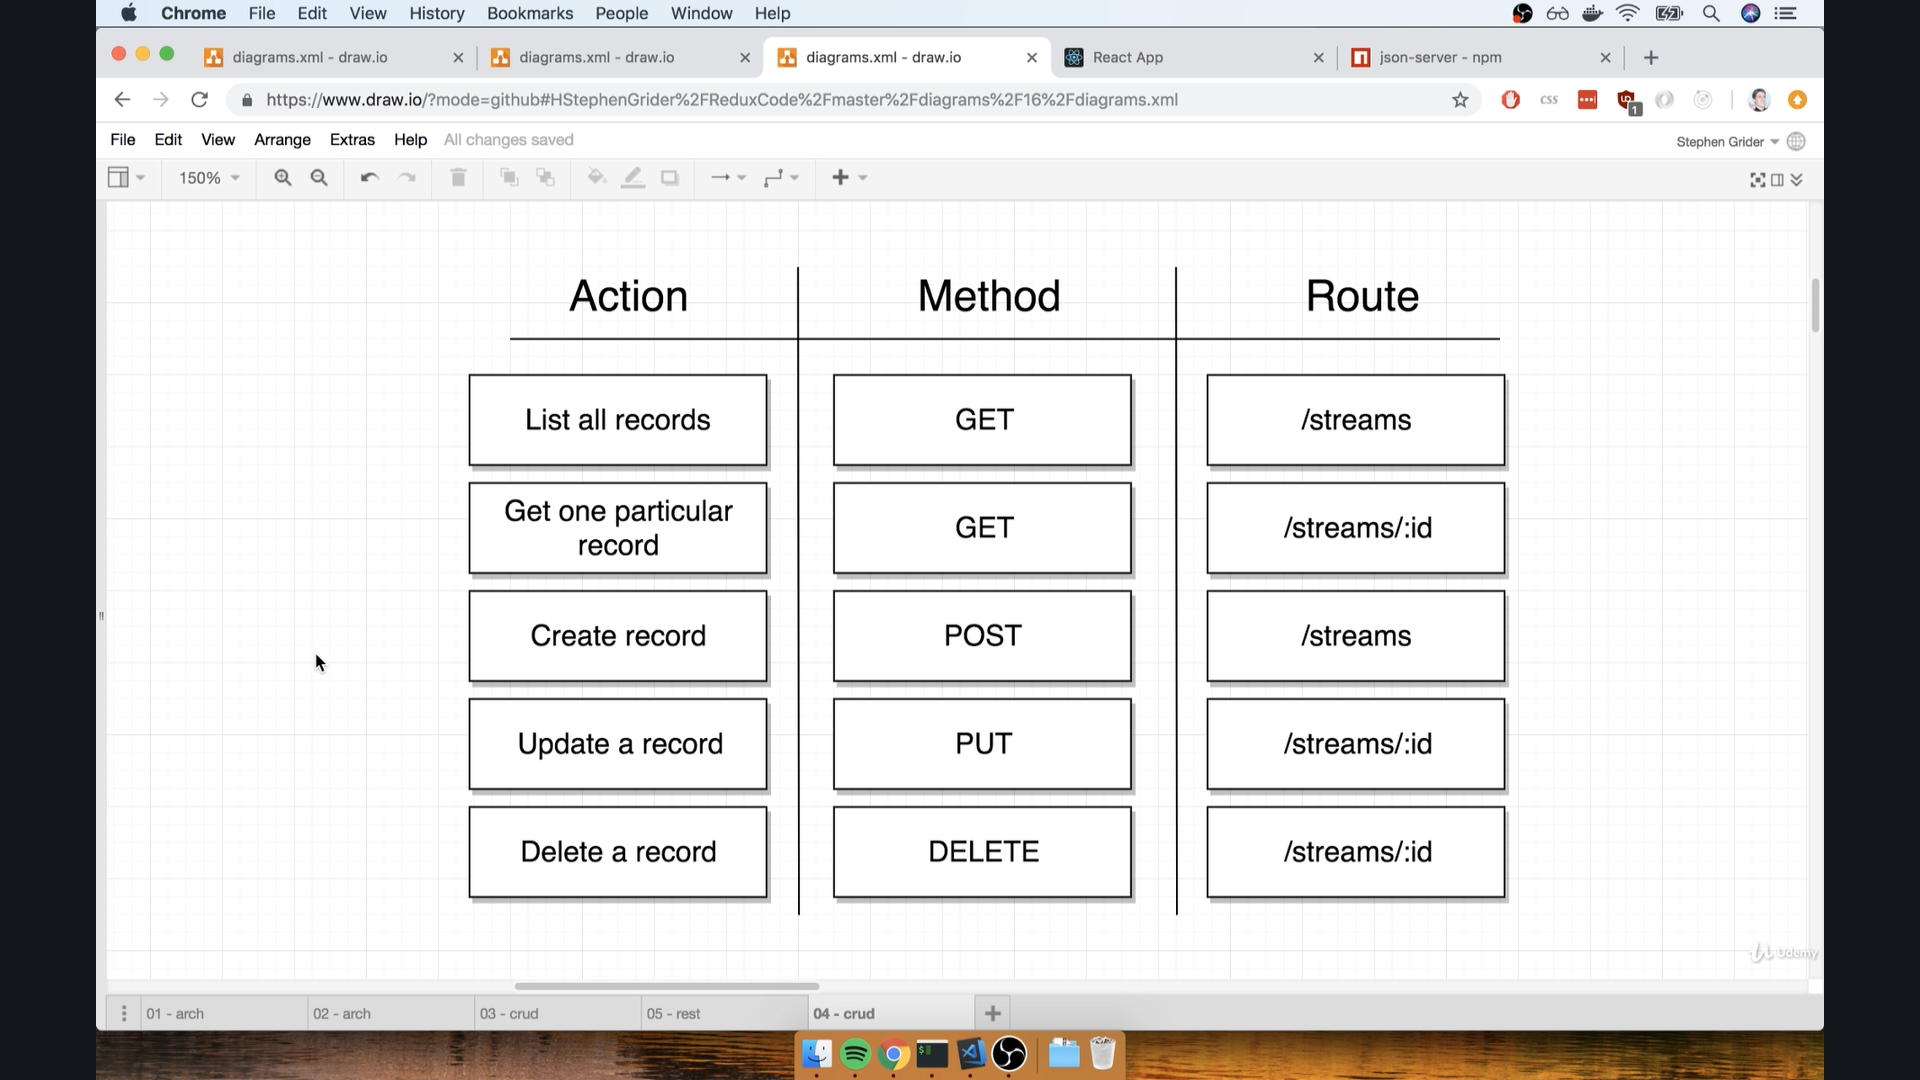 Chrome File Edit View History Bookmarks People Window Help
diagrams.xml - draw.io diagrams.xml - draw.io diagrams.xml - draw.io React App json-server - npm
https://www.draw.io/?mode=github#HStephenGrider%2FReduxCode%2Fmaster%2Fdiagrams%2F16%2Fdiagrams.xml css 1
File Edit View Arrange Extras Help All changes saved Stephen Grider
150%
Action Method Route
List all records GET /streams
Get one particular
record GET /streams/:id
Create record POST /streams
Update a record PUT /streams/:id
Delete a record DELETE /streams/:id
Udemy
01 - arch 02 - arch 03 - crud 05 - rest 04 - crud